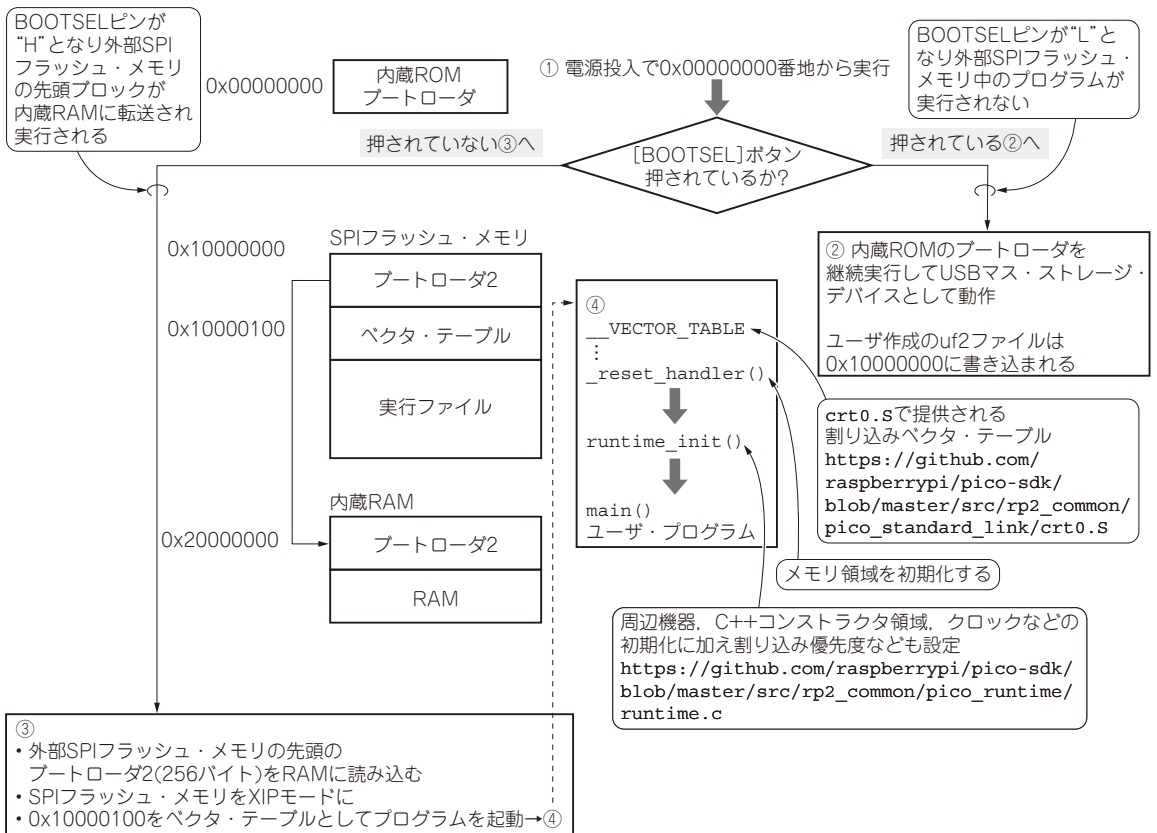 BOOTSELピンが
“H”となり外部SPI
フラッシュ・メモリ
の先頭ブロックが
内蔵RAMに転送され
実行される
0x00000000
内蔵ROM
ブートローダ
① 電源投入で0x00000000番地から実行
BOOTSELピンが“L”と
なり外部SPIフラッシュ・
メモリ中のプログラムが
実行されない
押されていない③へ
[BOOTSEL]ボタン
押されているか?
押されている②へ
② 内蔵ROMのブートローダを
継続実行してUSBマス・ストレージ・
デバイスとして動作
ユーザ作成のuf2ファイルは
0x10000000に書き込まれる
SPIフラッシュ・メモリ
0x10000000
ブートローダ2
0x10000100
ベクタ・テーブル
実行ファイル
内蔵RAM
0x20000000
ブートローダ2
RAM
④
__VECTOR_TABLE
⋮
_reset_handler()
runtime_init()
main()
ユーザ・プログラム
crt0.Sで提供される
割り込みベクタ・テーブル
https://github.com/
raspberrypi/pico-sdk/
blob/master/src/rp2_common/
pico_standard_link/crt0.S
メモリ領域を初期化する
周辺機器，C++コンストラクタ領域，クロックなどの
初期化に加え割り込み優先度なども設定
https://github.com/raspberrypi/pico-sdk/
blob/master/src/rp2_common/pico_runtime/
runtime.c
③
・外部SPIフラッシュ・メモリの先頭の
ブートローダ2(256バイト)をRAMに読み込む
・SPIフラッシュ・メモリをXIPモードに
・0x10000100をベクタ・テーブルとしてプログラムを起動→④